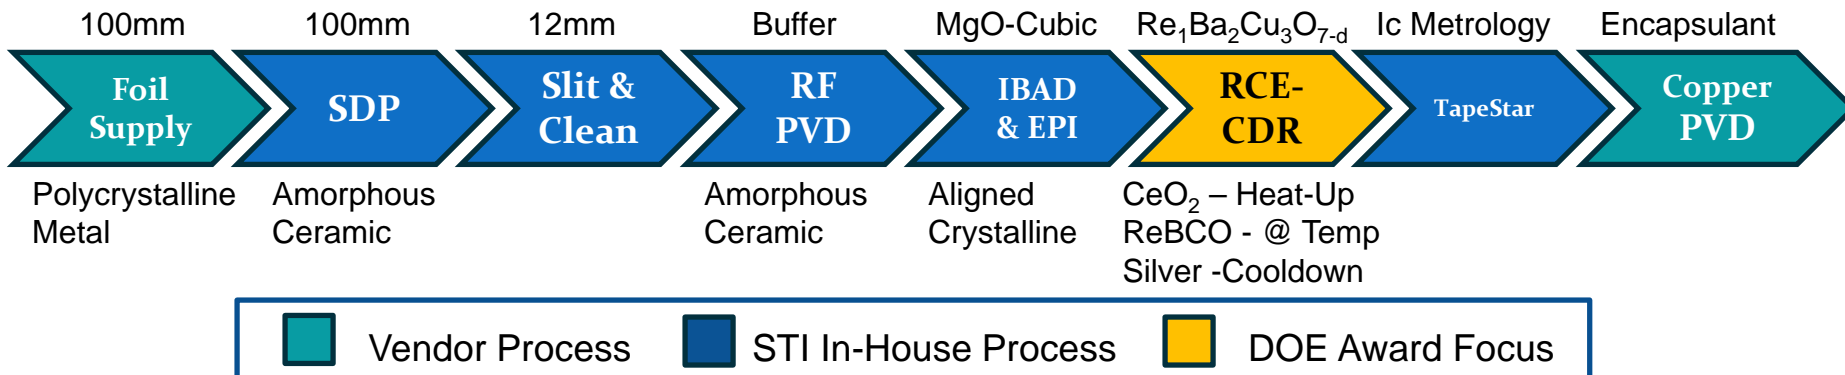 100mm
100mm
12mm
Buffer
MgO-Cubic
Re₁Ba₂Cu₃O₇₋d
Ic Metrology
Encapsulant
Foil
Supply
SDP
Slit &
Clean
RF
PVD
IBAD
& EPI
RCE-
CDR
TapeStar
Copper
PVD
Polycrystalline
Metal
Amorphous
Ceramic
Amorphous
Ceramic
Aligned
Crystalline
CeO₂ – Heat-Up
ReBCO - @ Temp
Silver -Cooldown
Vendor Process
STI In-House Process
DOE Award Focus